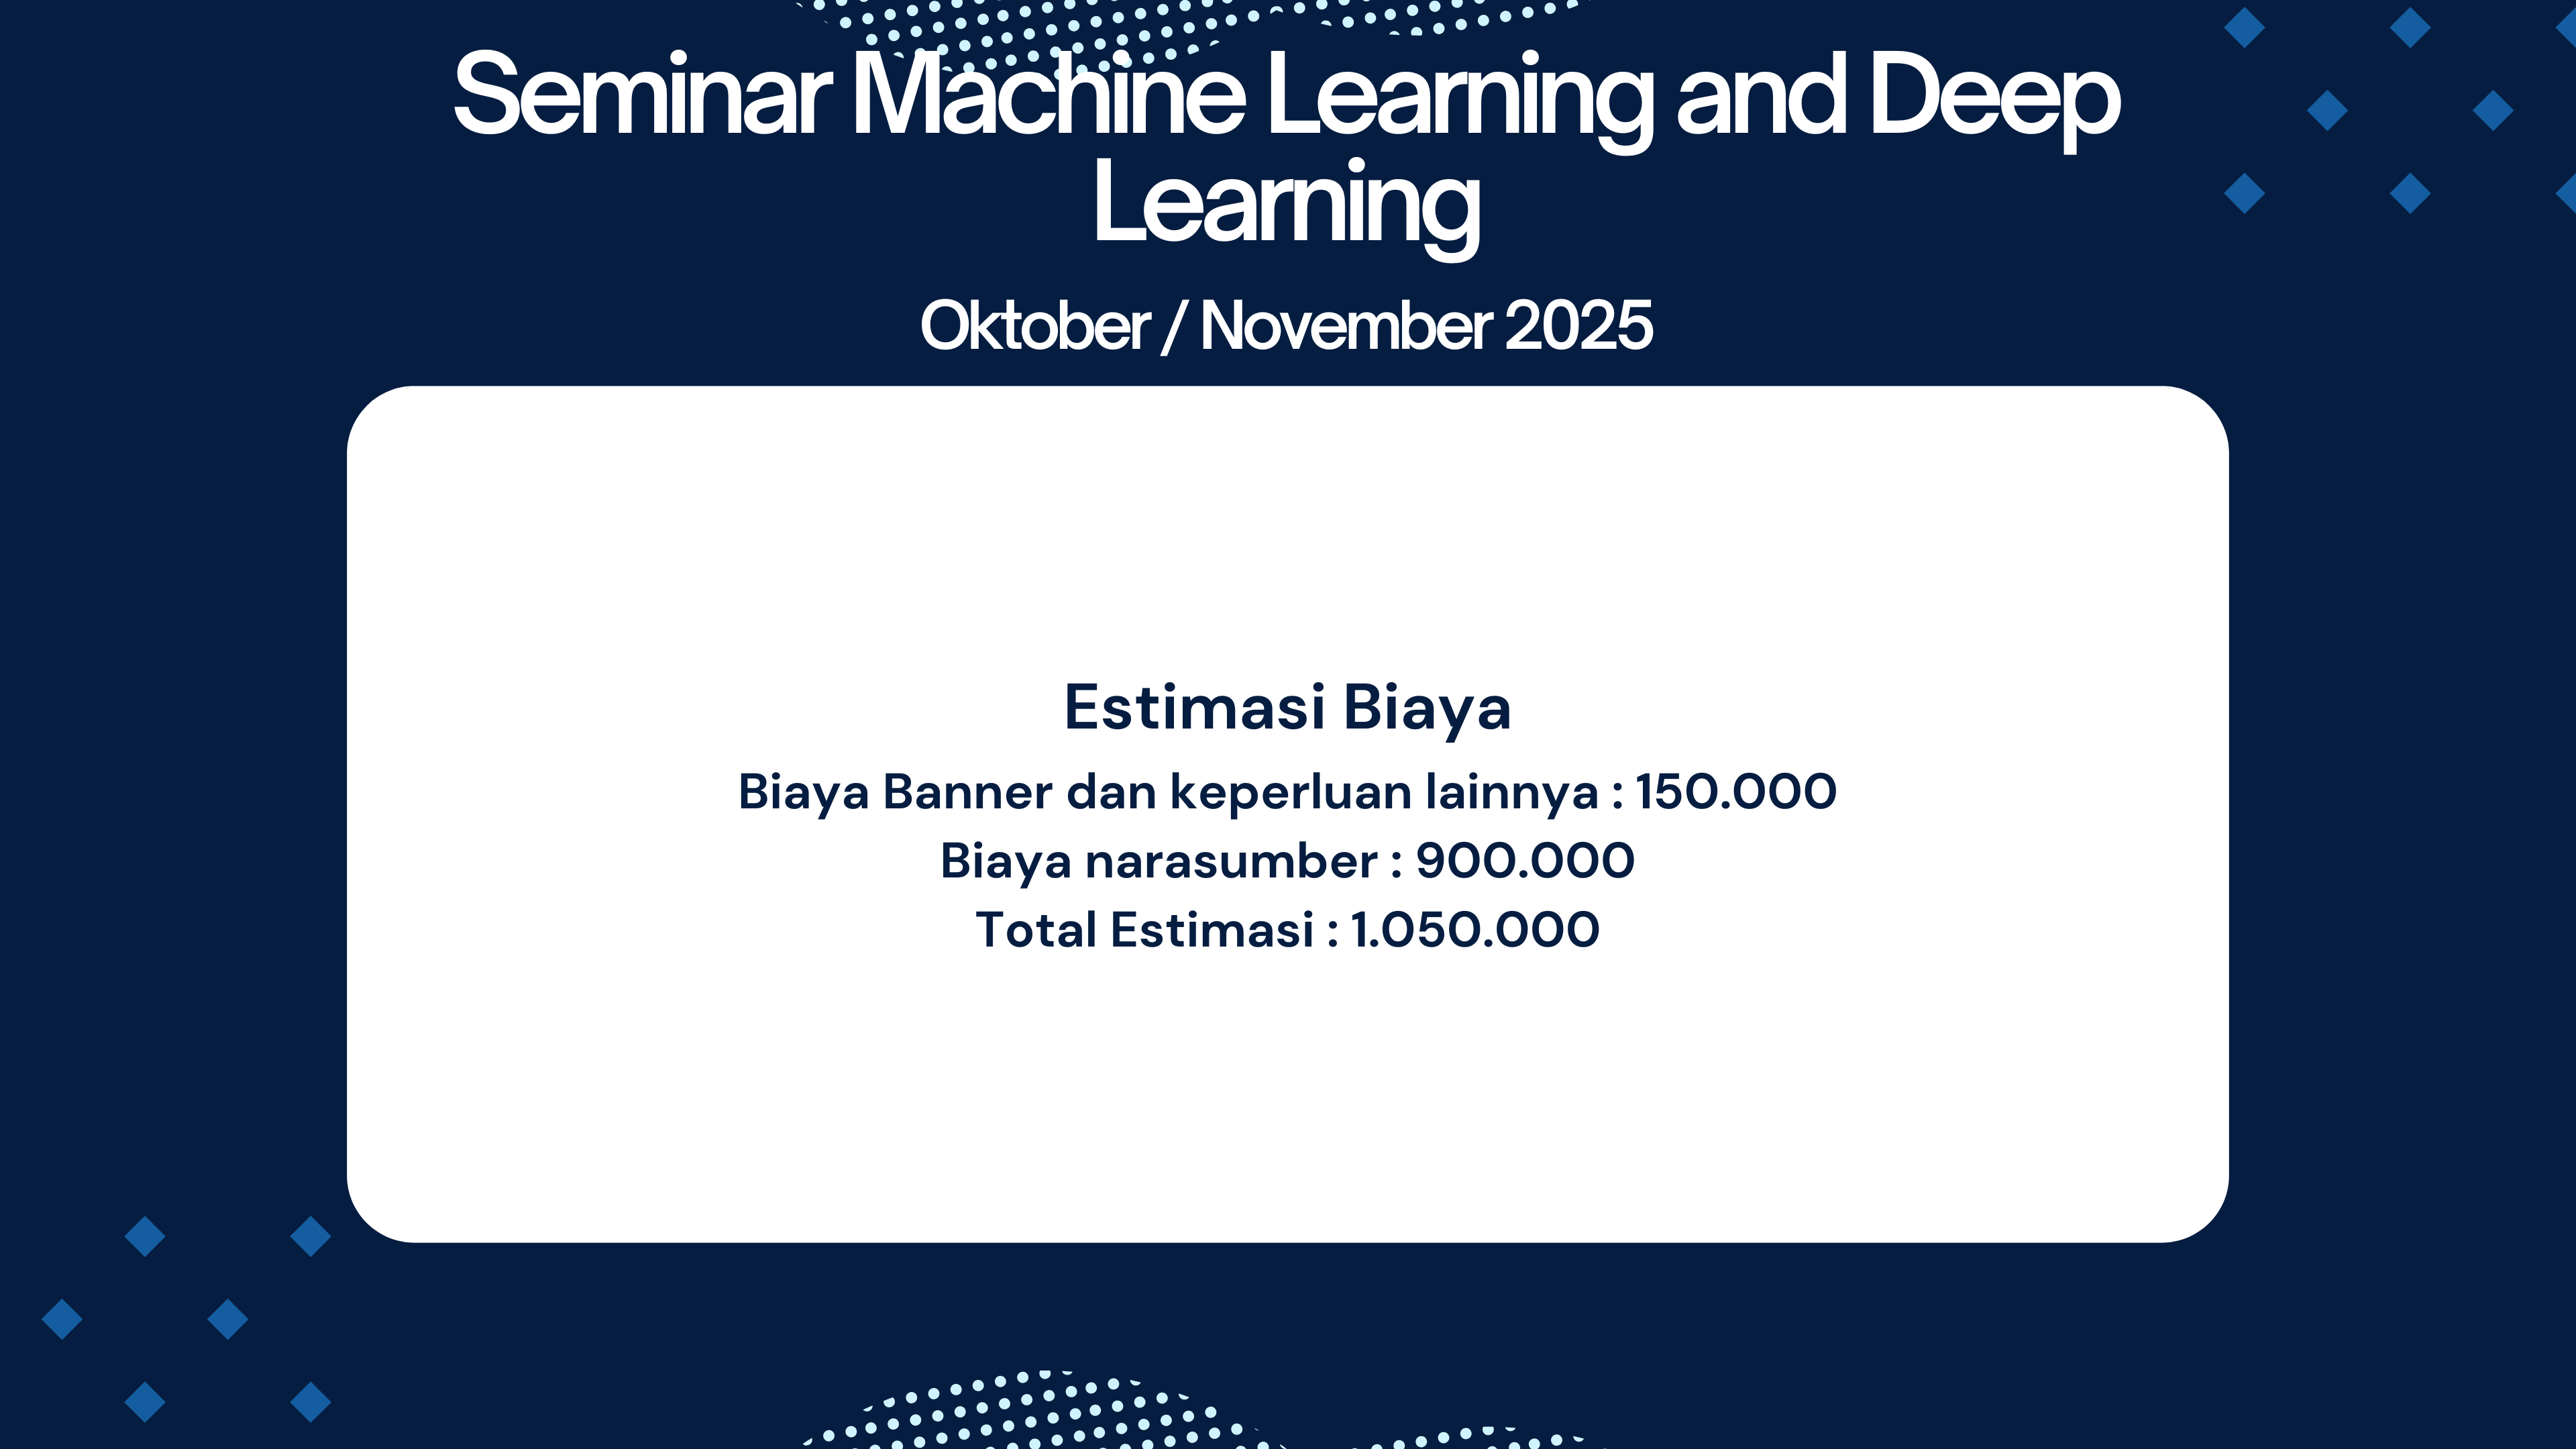 Seminar Machine Learning and Deep
Learning
Oktober / November 2025
Estimasi Biaya
Biaya Banner dan keperluan lainnya : 150.000
Biaya narasumber : 900.000
Total Estimasi : 1.050.000